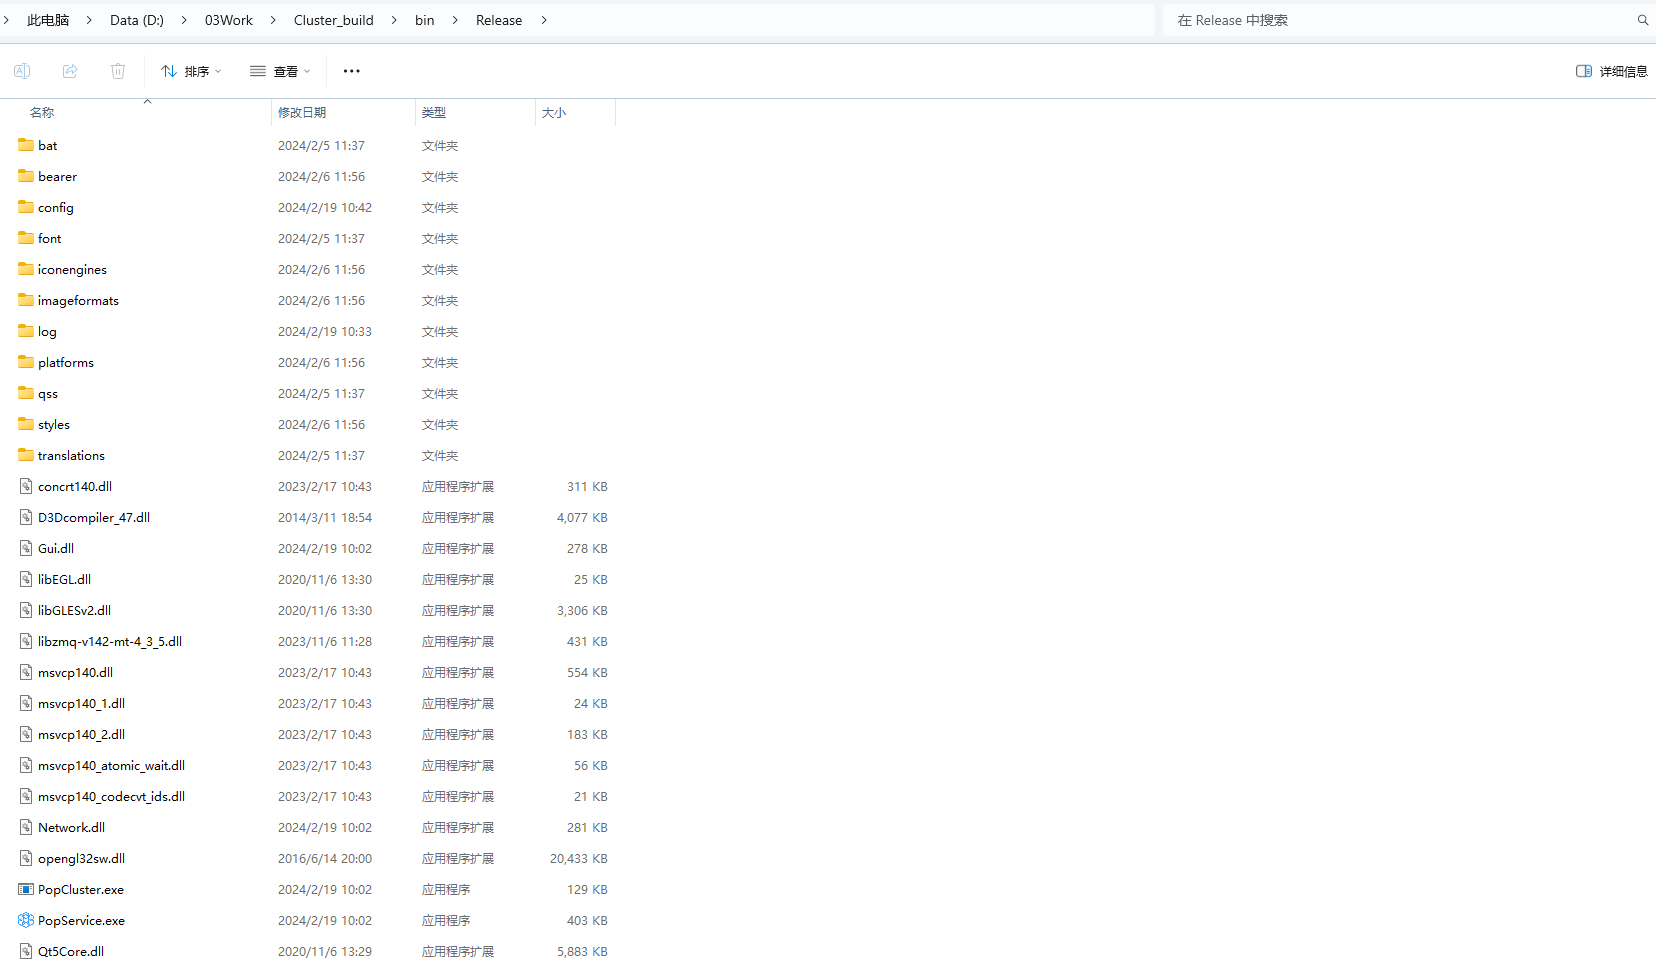 此电脑 > Data (D:) > 03Work > Cluster_build > bin > Release >
在 Release 中搜索
排序 查看 ··· 详细信息
名称 修改日期 类型 大小
bat 2024/2/5 11:37 文件夹
bearer 2024/2/6 11:56 文件夹
config 2024/2/19 10:42 文件夹
font 2024/2/5 11:37 文件夹
iconengines 2024/2/6 11:56 文件夹
imageformats 2024/2/6 11:56 文件夹
log 2024/2/19 10:33 文件夹
platforms 2024/2/6 11:56 文件夹
qss 2024/2/5 11:37 文件夹
styles 2024/2/6 11:56 文件夹
translations 2024/2/5 11:37 文件夹
concrt140.dll 2023/2/17 10:43 应用程序扩展 311 KB
D3Dcompiler_47.dll 2014/3/11 18:54 应用程序扩展 4,077 KB
Gui.dll 2024/2/19 10:02 应用程序扩展 278 KB
libEGL.dll 2020/11/6 13:30 应用程序扩展 25 KB
libGLESv2.dll 2020/11/6 13:30 应用程序扩展 3,306 KB
libzmq-v142-mt-4_3_5.dll 2023/11/6 11:28 应用程序扩展 431 KB
msvcp140.dll 2023/2/17 10:43 应用程序扩展 554 KB
msvcp140_1.dll 2023/2/17 10:43 应用程序扩展 24 KB
msvcp140_2.dll 2023/2/17 10:43 应用程序扩展 183 KB
msvcp140_atomic_wait.dll 2023/2/17 10:43 应用程序扩展 56 KB
msvcp140_codecvt_ids.dll 2023/2/17 10:43 应用程序扩展 21 KB
Network.dll 2024/2/19 10:02 应用程序扩展 281 KB
opengl32sw.dll 2016/6/14 20:00 应用程序扩展 20,433 KB
PopCluster.exe 2024/2/19 10:02 应用程序 129 KB
PopService.exe 2024/2/19 10:02 应用程序 403 KB
Qt5Core.dll 2020/11/6 13:29 应用程序扩展 5,883 KB